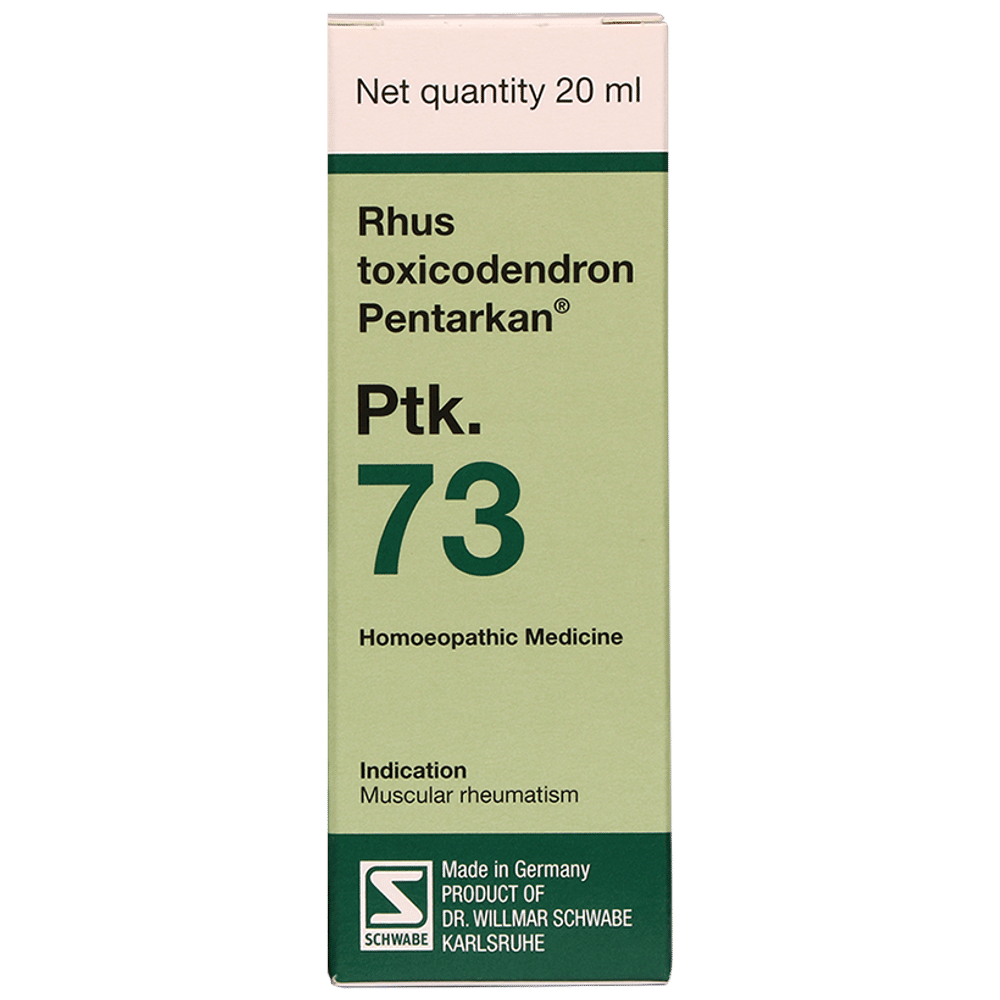 Net quantity 20 ml
Rhus
toxicodendron
Pentarkan®
Ptk.
73
Homoeopathic Medicine
Indication
Muscular rheumatism
SCHWABE
Made in Germany
PRODUCT OF
DR. WILLMAR SCHWABE
KARLSRUHE